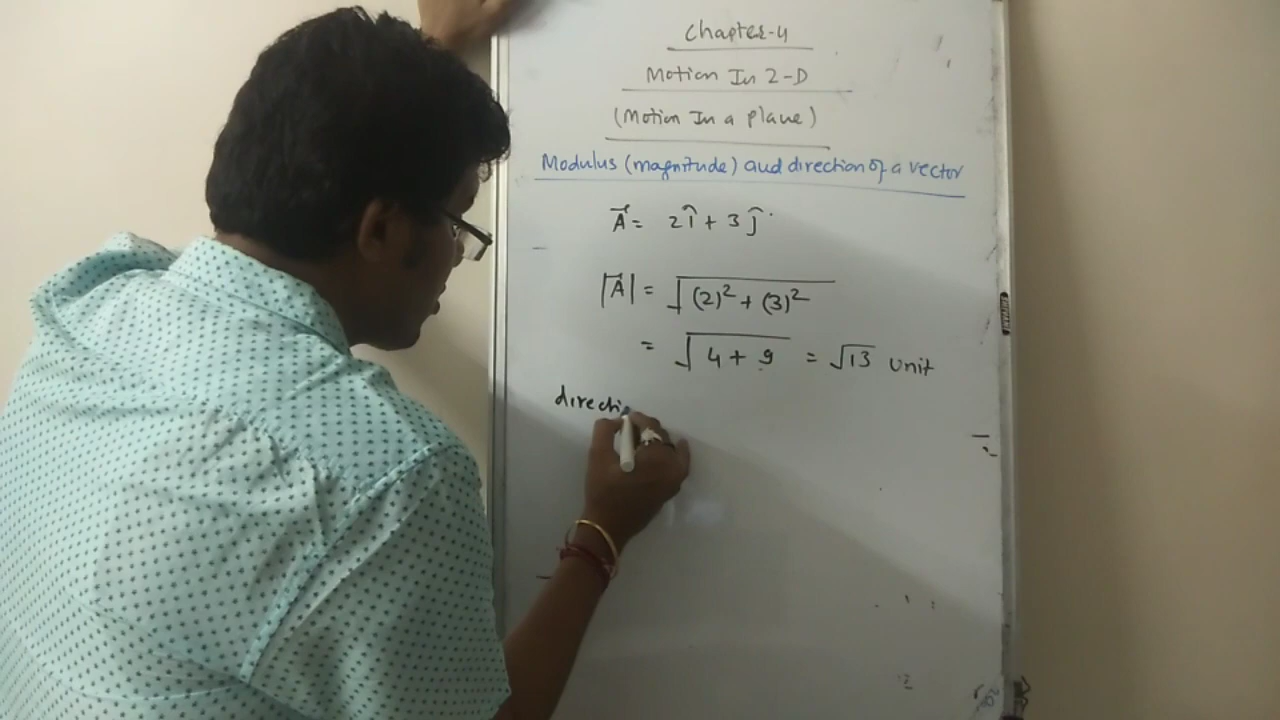 Chapter-4
Motion In 2-D
(Motion In a plane)
Modulus (magnitude) and direction of a vector
A⃗ = 2î + 3ĵ
|A⃗| = √(2)² + (3)²
= √4 + 9 = √13 Unit
directi